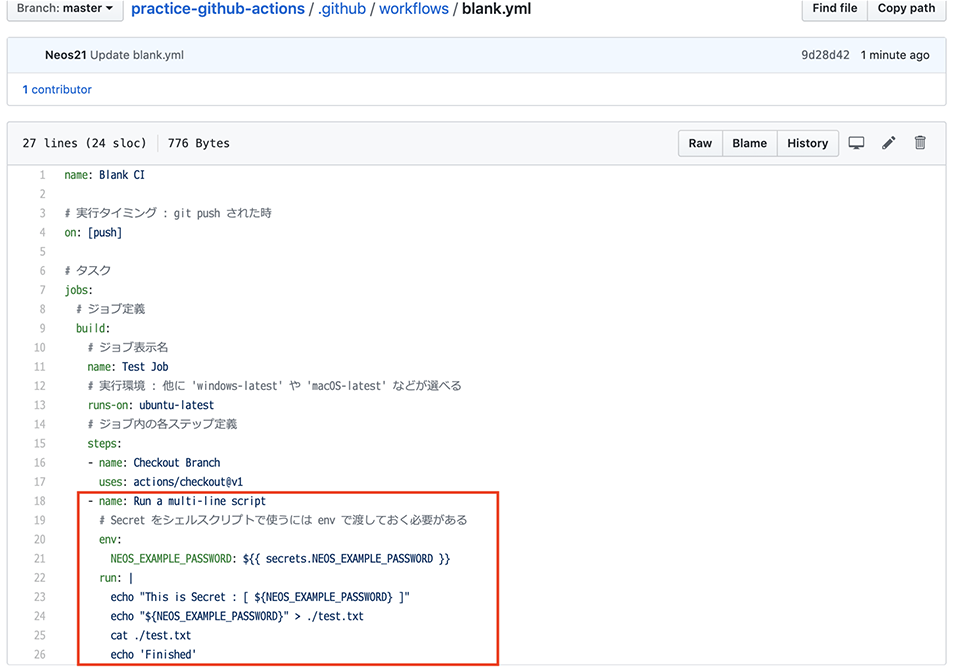 Branch: master practice-github-actions / .github / workflows / blank.yml Find file Copy path
Neos21 Update blank.yml 9d28d42 1 minute ago
1 contributor
27 lines (24 sloc) 776 Bytes Raw Blame History
1 name: Blank CI
2
3 # 実行タイミング : git push された時
4 on: [push]
5
6 # タスク
7 jobs:
8 # ジョブ定義
9 build:
10 # ジョブ表示名
11 name: Test Job
12 # 実行環境 : 他に 'windows-latest' や 'macOS-latest' などが選べる
13 runs-on: ubuntu-latest
14 # ジョブ内の各ステップ定義
15 steps:
16 - name: Checkout Branch
17 uses: actions/checkout@v1
18 - name: Run a multi-line script
19 # Secret をシェルスクリプトで使うには env で渡しておく必要がある
20 env:
21 NEOS_EXAMPLE_PASSWORD: ${{ secrets.NEOS_EXAMPLE_PASSWORD }}
22 run: |
23 echo "This is Secret : [ ${NEOS_EXAMPLE_PASSWORD} ]"
24 echo "${NEOS_EXAMPLE_PASSWORD}" > ./test.txt
25 cat ./test.txt
26 echo 'Finished'